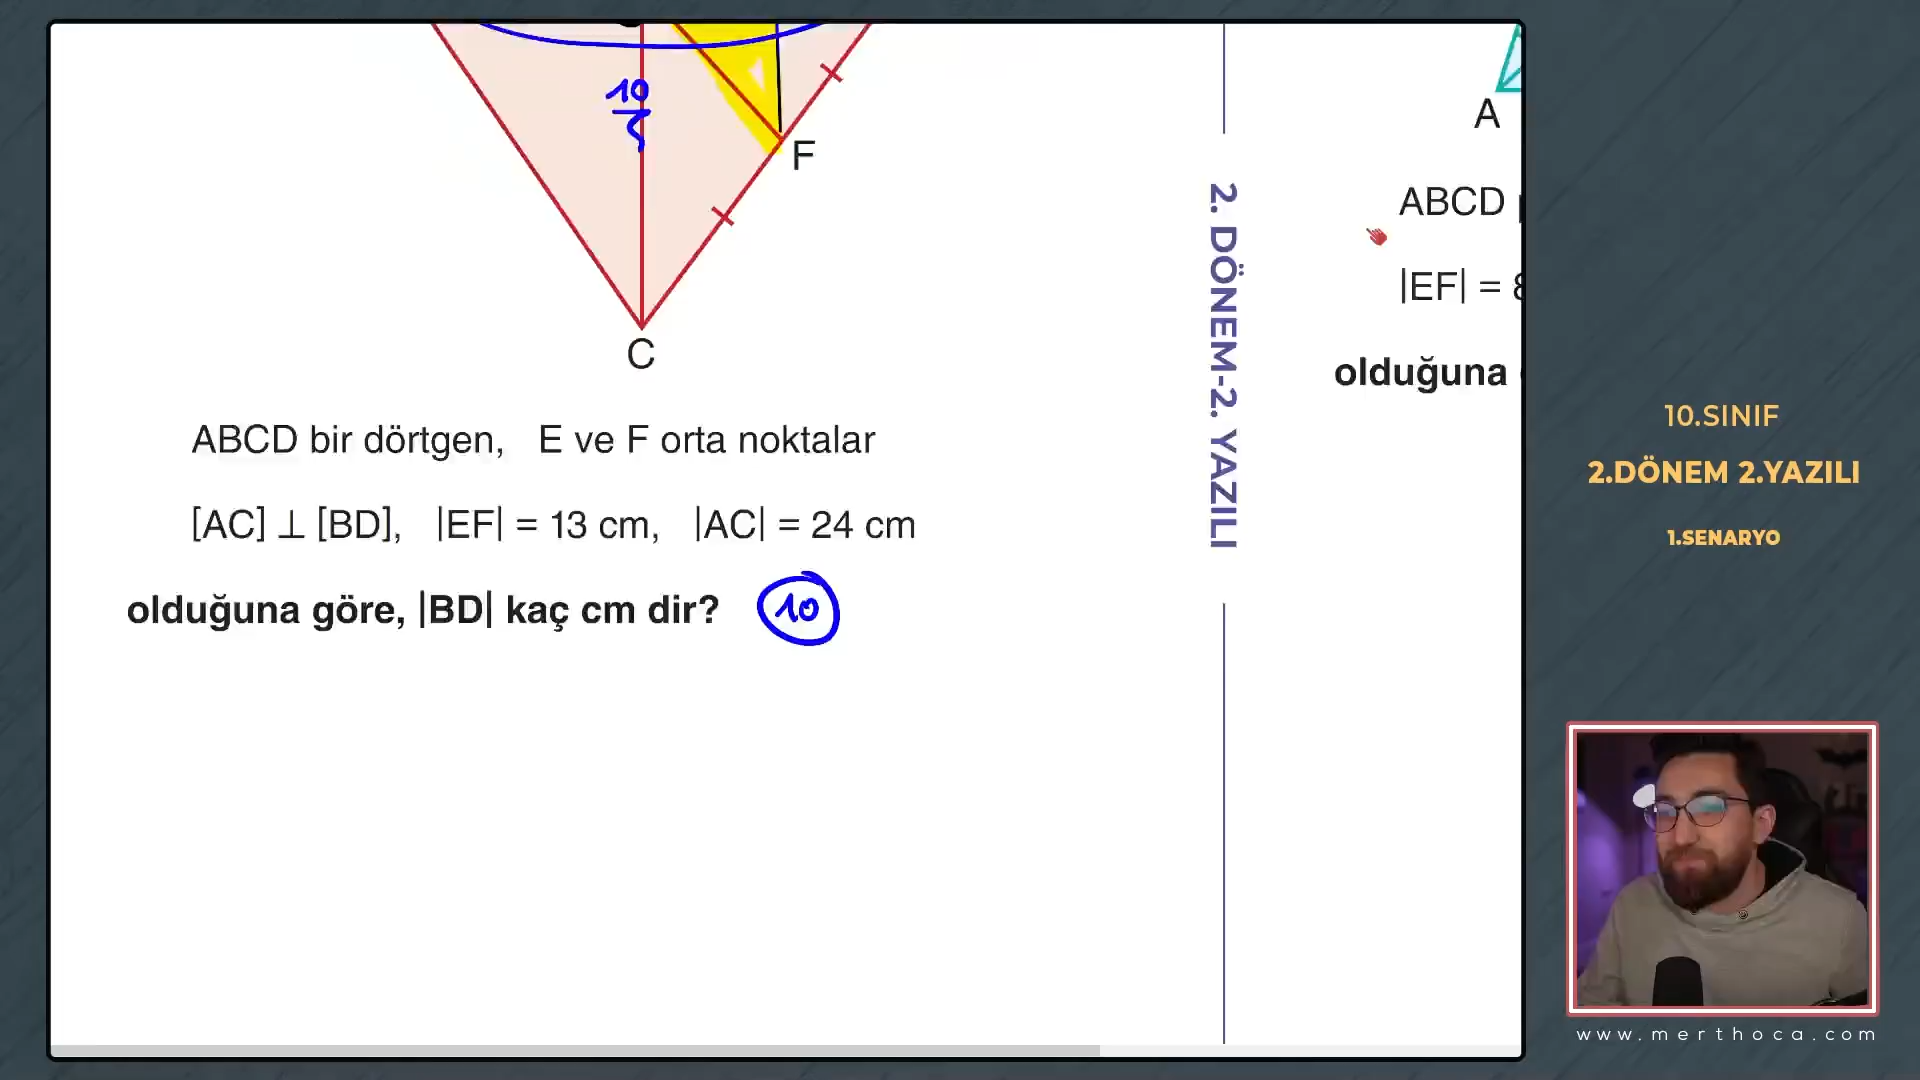 10
F
C
ABCD bir dörtgen, E ve F orta noktalar
[AC] ⊥ [BD], |EF| = 13 cm, |AC| = 24 cm
olduğuna göre, |BD| kaç cm dir? 10
2. DÖNEM-2. YAZILI
A
ABCD
|EF| = 8
olduğuna
10.SINIF
2.DÖNEM 2.YAZILI
1.SENARYO
www.merthoca.com